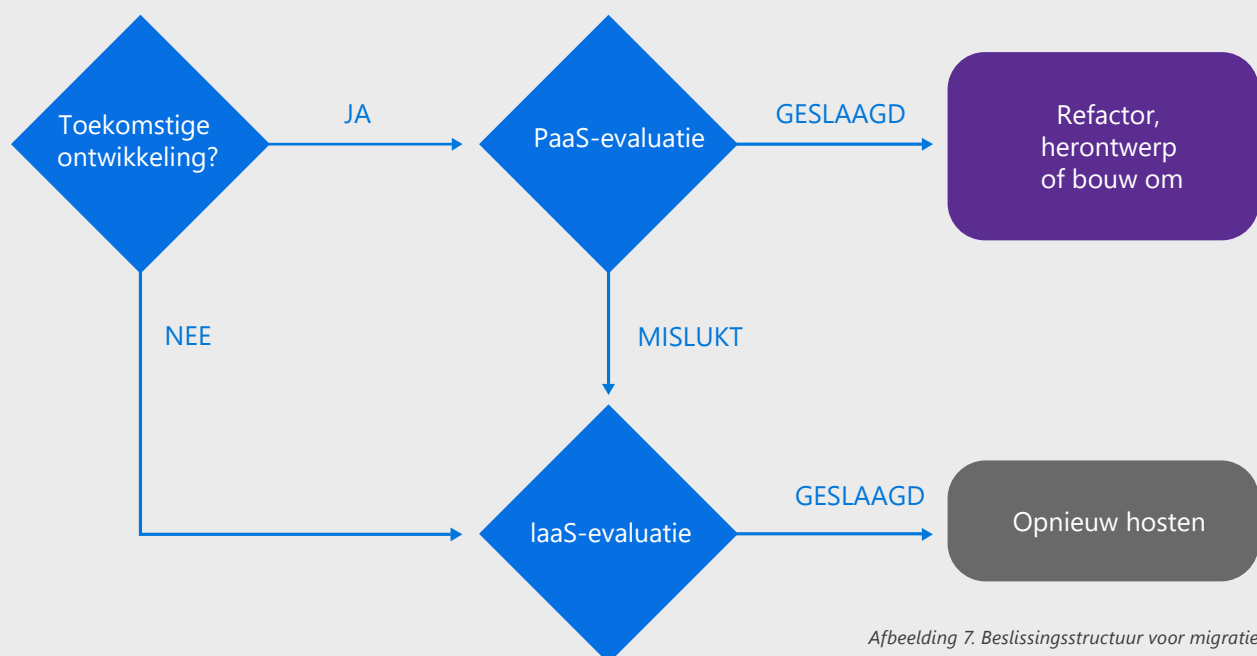 Toekomstige
ontwikkeling?
JA
PaaS-evaluatie
GESLAAGD
Refactor,
herontwerp
of bouw om
NEE
MISLUKT
IaaS-evaluatie
GESLAAGD
Opnieuw hosten
Afbeelding 7. Beslissingsstructuur voor migratie